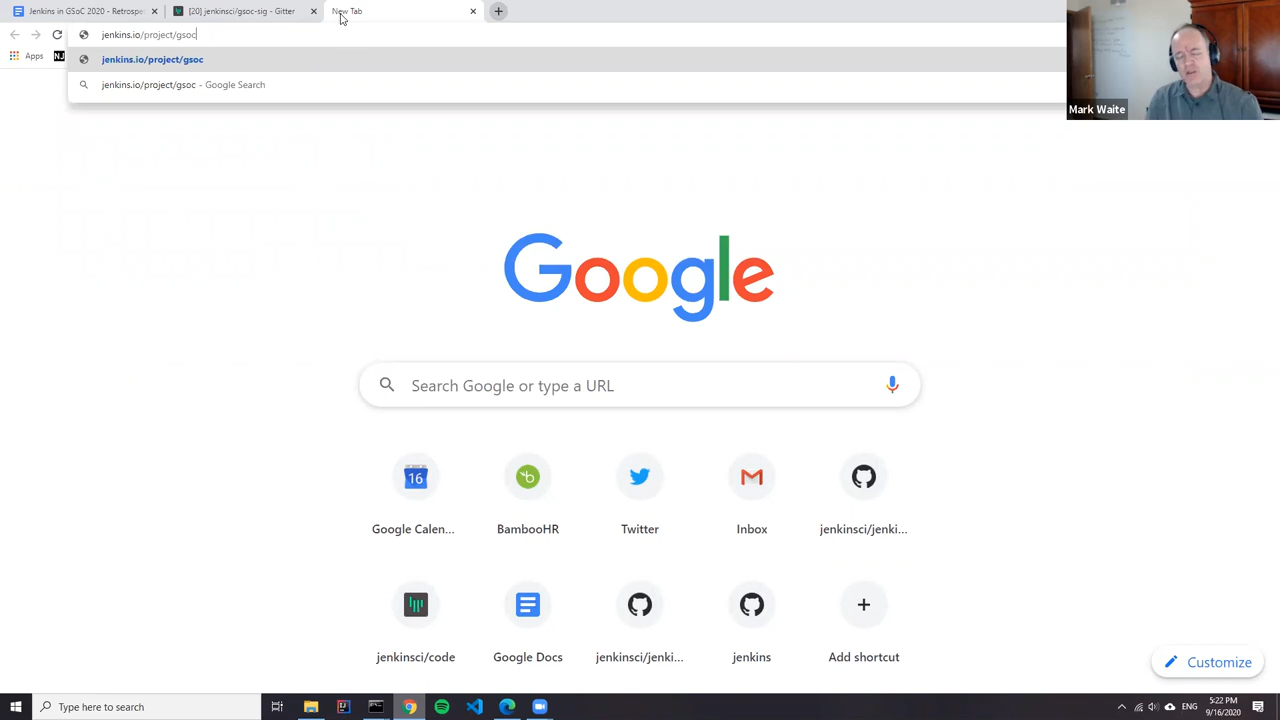 Jenkins in GSoC 2020 - Retrospe
[20] jenkinsci/gsoc-sig - Gitter
New Tab
jenkins.io/project/gsoc
Apps
NJ
jenkins.io/project/gsoc
jenkins.io/project/gsoc - Google Search
Mark Waite
Google
Search Google or type a URL
16
Google Calen...
BambooHR
Twitter
Inbox
jenkinsci/jenki...
jenkinsci/code
Google Docs
jenkinsci/jenki...
jenkins
Add shortcut
Customize
Type here to search
5:22 PM
9/16/2020